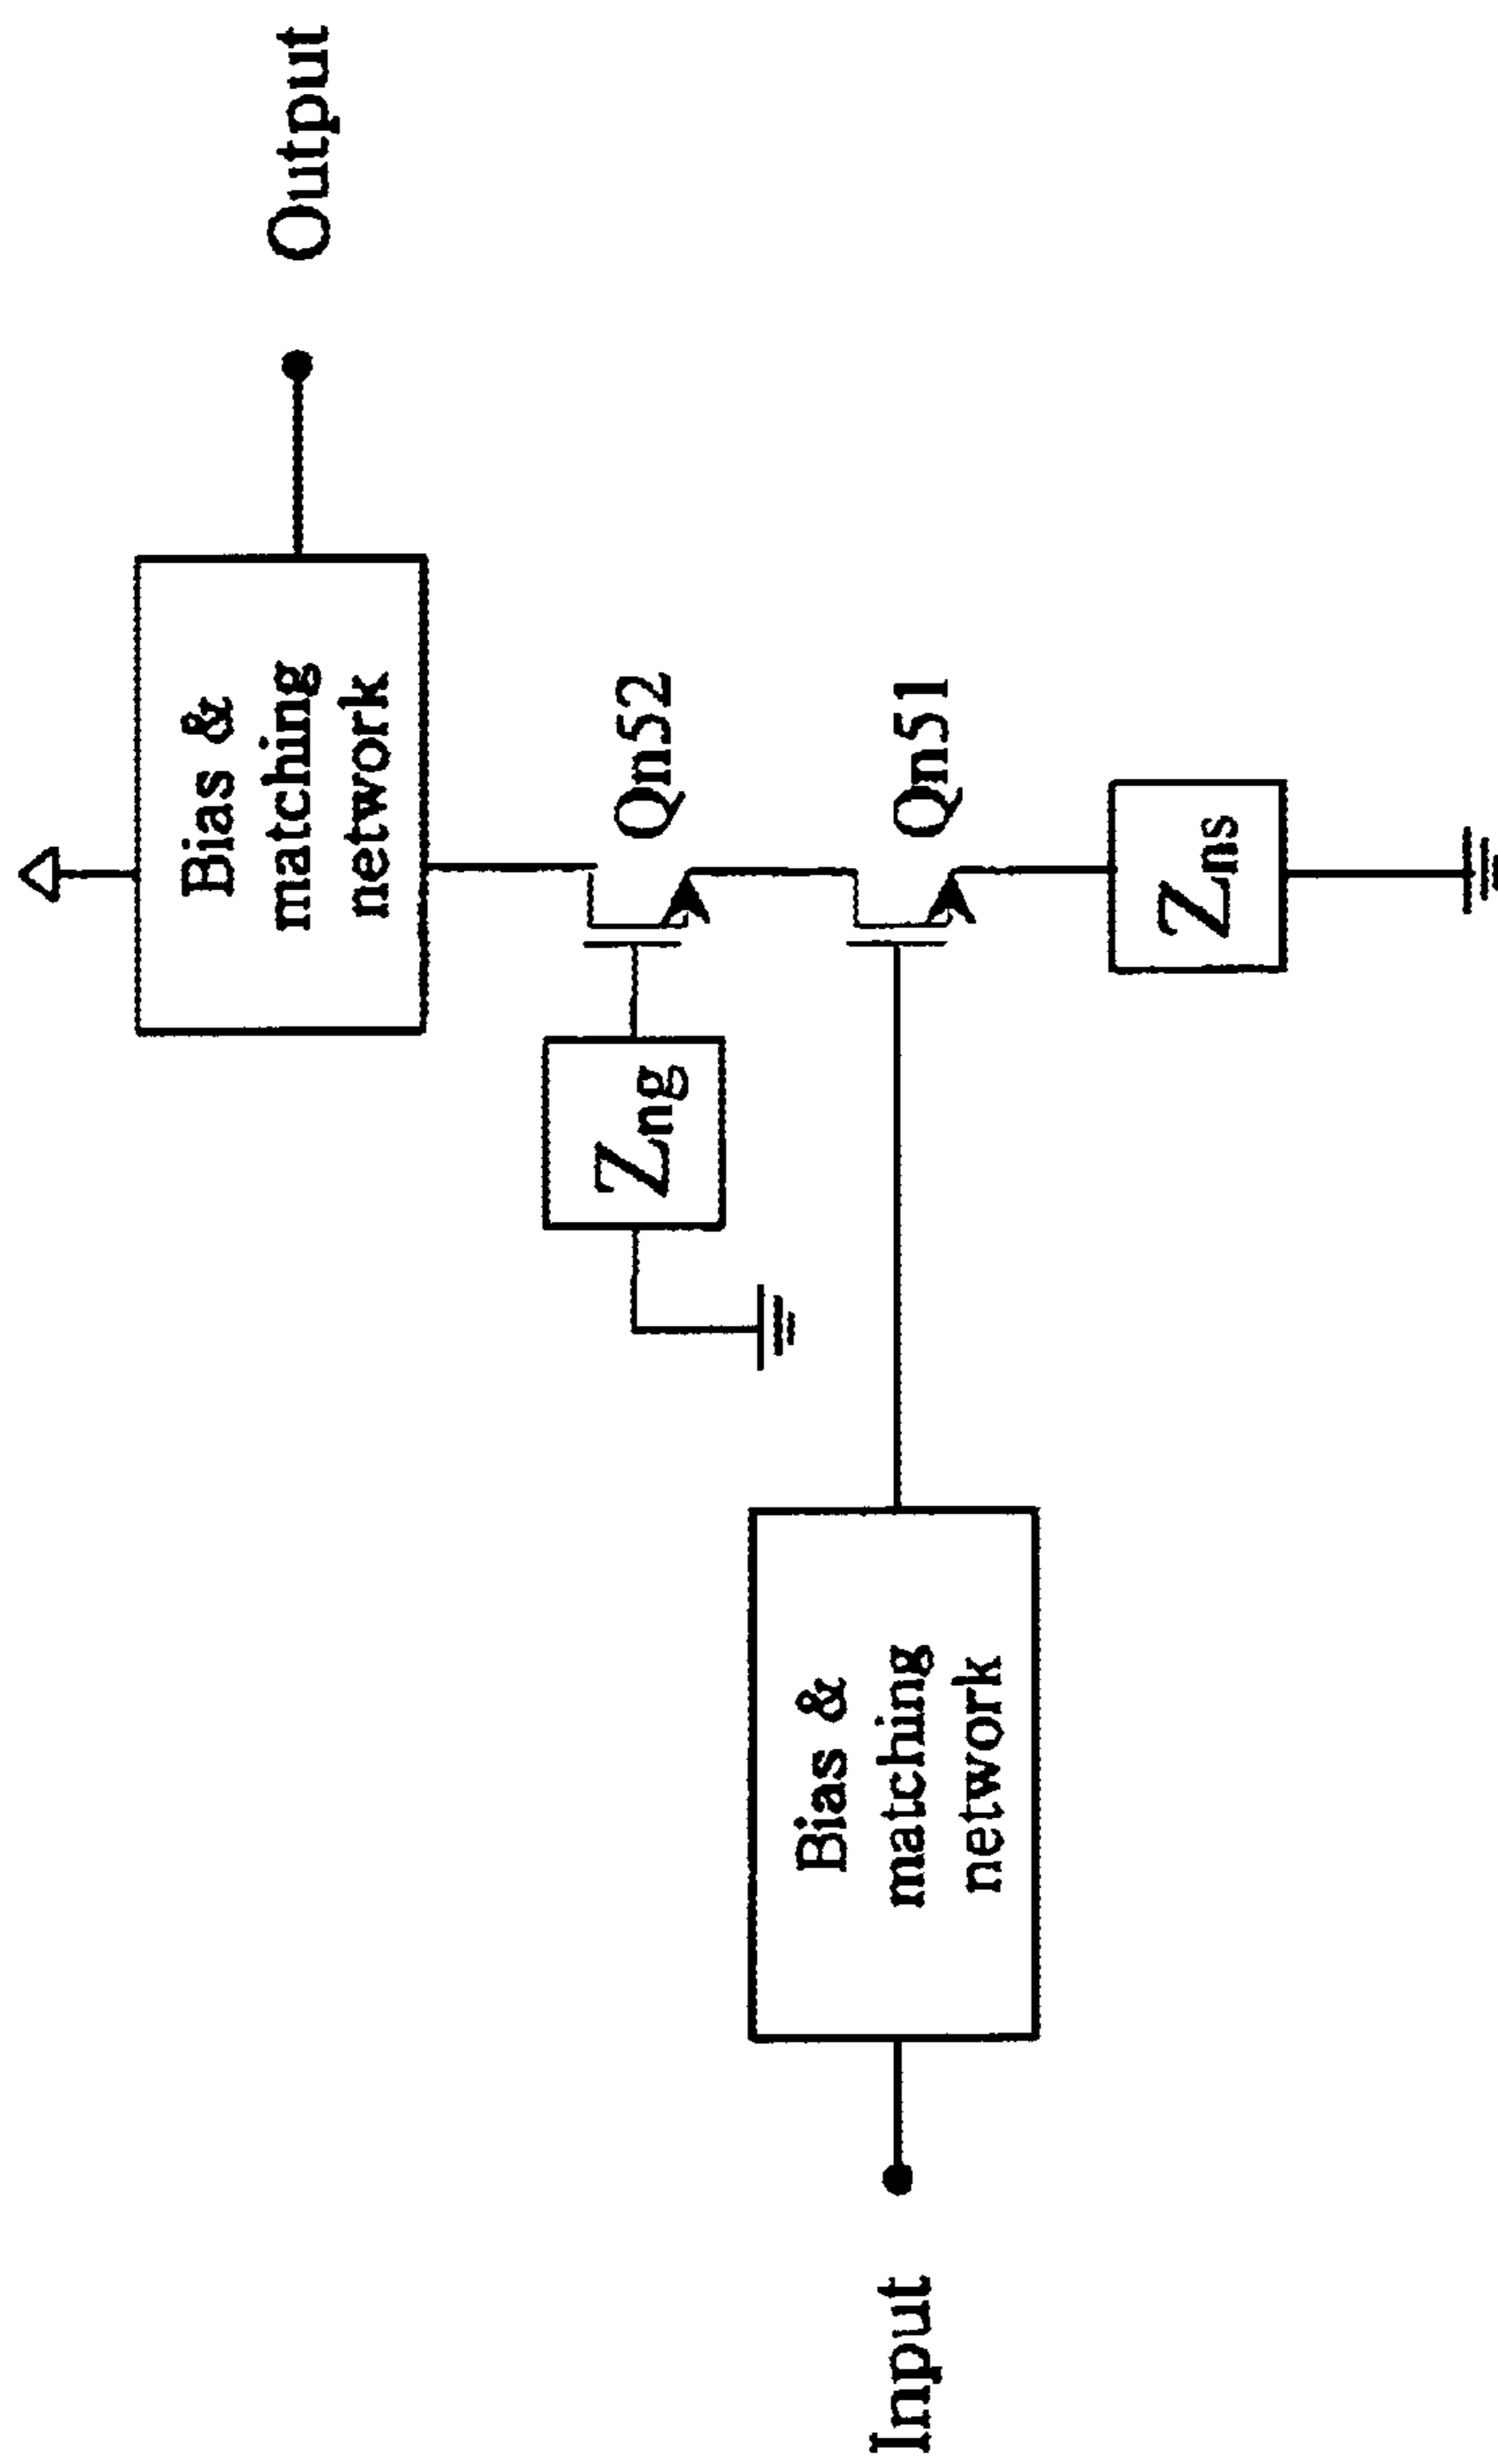 Output
Bias &
matching
network
Qn52
Zng
Qn51
Zns
Bias &
matching
network
Input